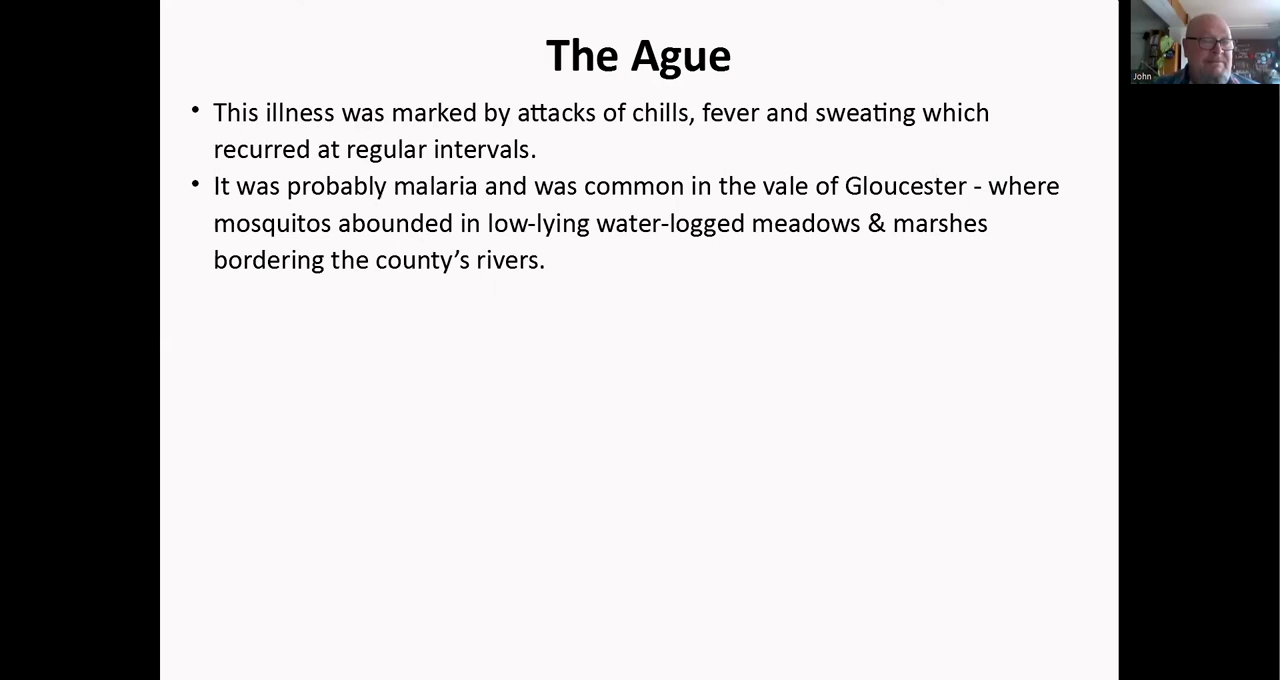 The Ague
• This illness was marked by attacks of chills, fever and sweating which
recurred at regular intervals.
• It was probably malaria and was common in the vale of Gloucester - where
mosquitos abounded in low-lying water-logged meadows & marshes
bordering the county’s rivers.
John